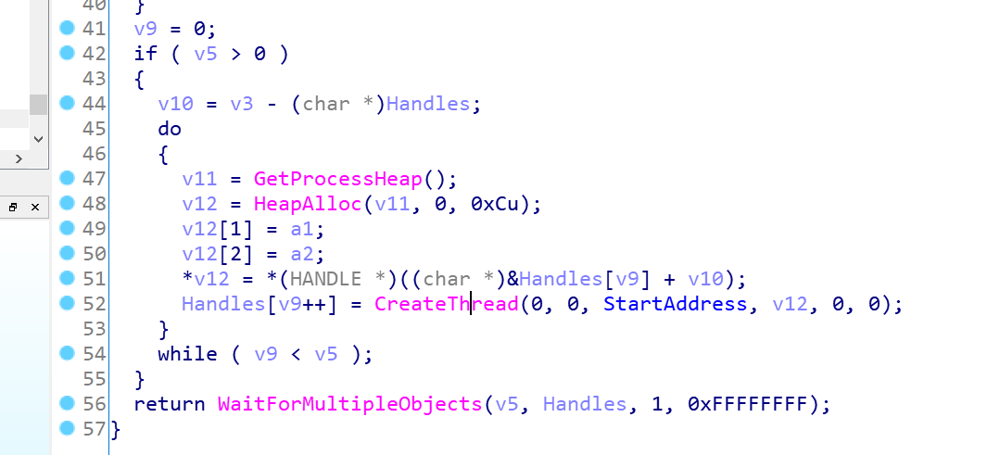 40 }
41 v9 = 0;
42 if ( v5 > 0 )
43 {
44 v10 = v3 - (char *)Handles;
45 do
46 {
47 v11 = GetProcessHeap();
48 v12 = HeapAlloc(v11, 0, 0xCu);
49 v12[1] = a1;
50 v12[2] = a2;
51 *v12 = *(HANDLE *)((char *)&Handles[v9] + v10);
52 Handles[v9++] = CreateThread(0, 0, StartAddress, v12, 0, 0);
53 }
54 while ( v9 < v5 );
55 }
56 return WaitForMultipleObjects(v5, Handles, 1, 0xFFFFFFFF);
57 }